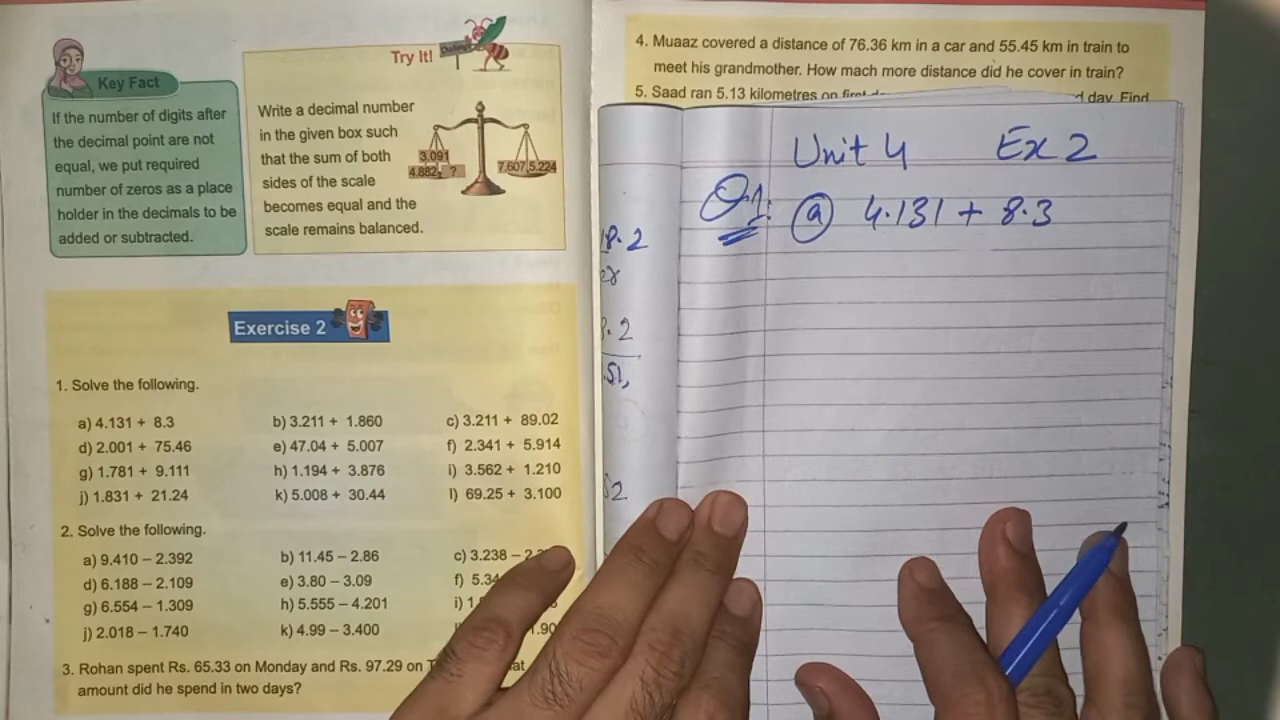 Key Fact
If the number of digits after
the decimal point are not
equal, we put required
number of zeros as a place
holder in the decimals to be
added or subtracted.
Try It!
Write a decimal number
in the given box such
that the sum of both
sides of the scale
becomes equal and the
scale remains balanced.
3.091
4.882, ?
7.607,5.224
Exercise 2
1. Solve the following.
a) 4.131 + 8.3 b) 3.211 + 1.860 c) 3.211 + 89.02
d) 2.001 + 75.46 e) 47.04 + 5.007 f) 2.341 + 5.914
g) 1.781 + 9.111 h) 1.194 + 3.876 i) 3.562 + 1.210
j) 1.831 + 21.24 k) 5.008 + 30.44 l) 69.25 + 3.100
2. Solve the following.
a) 9.410 – 2.392 b) 11.45 – 2.86 c) 3.238 –
d) 6.188 – 2.109 e) 3.80 – 3.09 f) 5.34
g) 6.554 – 1.309 h) 5.555 – 4.201 i)
j) 2.018 – 1.740 k) 4.99 – 3.400
3. Rohan spent Rs. 65.33 on Monday and Rs. 97.29 on
amount did he spend in two days?
4. Muaaz covered a distance of 76.36 km in a car and 55.45 km in train to
meet his grandmother. How mach more distance did he cover in train?
5. Saad ran 5.13 kilometres on day. Find
Unit 4 Ex 2
Q.1: a 4.131 + 8.3
18.2